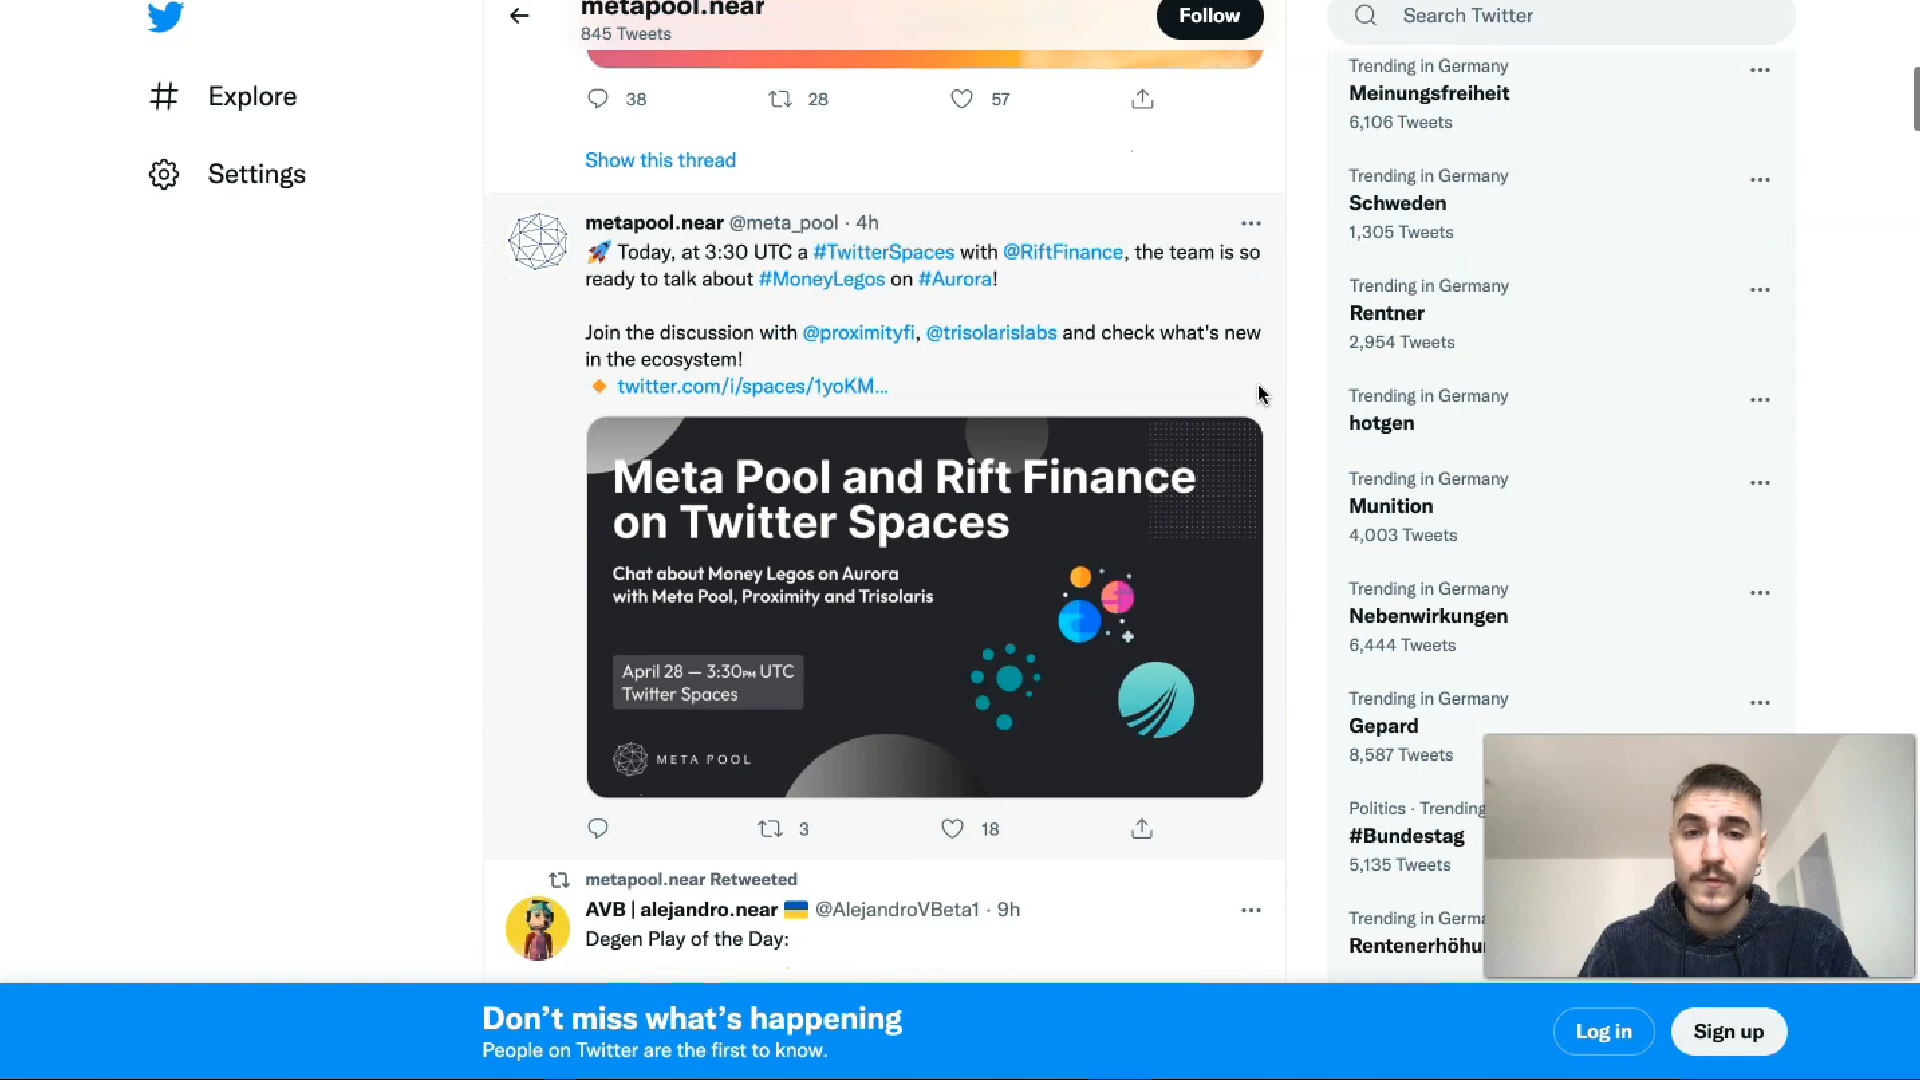 metapool.near
845 Tweets
Follow
Search Twitter
Explore
Settings
38
28
57
Show this thread
metapool.near @meta_pool · 4h
🚀 Today, at 3:30 UTC a #TwitterSpaces with @RiftFinance, the team is so
ready to talk about #MoneyLegos on #Aurora!
Join the discussion with @proximityfi, @trisolarislabs and check what's new
in the ecosystem!
🔸 twitter.com/i/spaces/1yoKM...
Meta Pool and Rift Finance
on Twitter Spaces
Chat about Money Legos on Aurora
with Meta Pool, Proximity and Trisolaris
April 28 — 3:30PM UTC
Twitter Spaces
META POOL
3
18
metapool.near Retweeted
AVB | alejandro.near 🇺🇦 @AlejandroVBeta1 · 9h
Degen Play of the Day:
Trending in Germany
Meinungsfreiheit
6,106 Tweets
Trending in Germany
Schweden
1,305 Tweets
Trending in Germany
Rentner
2,954 Tweets
Trending in Germany
hotgen
Trending in Germany
Munition
4,003 Tweets
Trending in Germany
Nebenwirkungen
6,444 Tweets
Trending in Germany
Gepard
8,587 Tweets
Politics · Trending
#Bundestag
5,135 Tweets
Trending in Germa
Rentenerhöhu
Don't miss what's happening
People on Twitter are the first to know.
Log in
Sign up